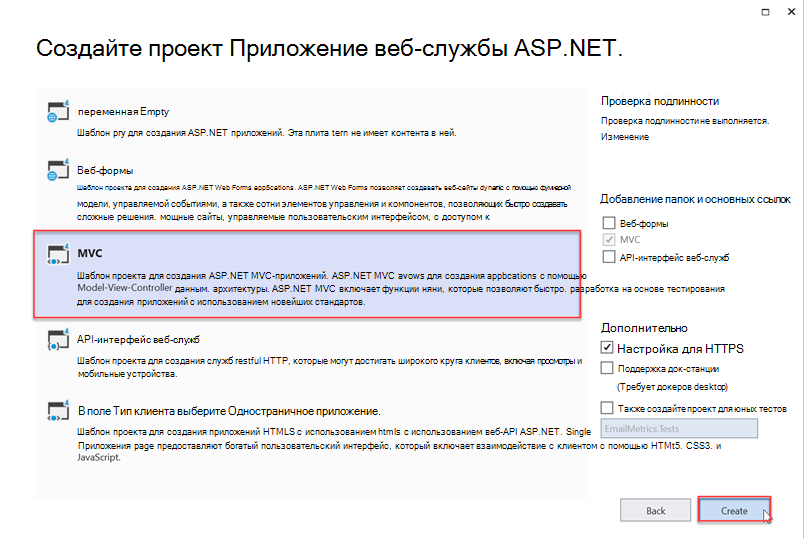 Создайте проект Приложение веб-службы ASP.NET.
переменная Empty
Шаблон pry для создания ASP.NET приложений. Эта плита tern не имеет контента в ней.
Веб-формы
Шаблон проекта для создания ASP.NET Web Forms appScations. ASP.NET Web Forms позволяет создавать веб-сайты dynamic с помощью фумкерной
модели, управляемой событиями, а также сотни элементов управления и компонентов, позволяющих быстро создавать
сложные решения. мощные сайты, управляемые пользовательским интерфейсом, с доступом к
MVC
Шаблон проекта для создания ASP.NET MVC-приложений. ASP.NET MVC avows для создания appbcations с помощью
Model-View-Controller данным. архитектуры. ASP.NET MVC включает функции няни, которые позволяют быстро. разработка на основе тестирования
для создания приложений с использованием новейших стандартов.
API-интерфейс веб-служб
Шаблон проекта для создания служб restful HTTP, которые могут достигать широкого круга клиентов, включая просмотры и
мобильные устройства.
В поле Тип клиента выберите Одностраничное приложение.
Шаблон проекта для создания приложений HTMLS с использованием htmls с использованием веб-API ASP.NET. Single
Приложения page предоставляют богатый пользовательский интерфейс, который включает взаимодействие с клиентом с помощью HTMt5. CSS3. и
JavaScript.
Проверка подлинности
Проверка подлинности не выполняется.
Изменение
Добавление папок и основных ссылок
Веб-формы
MVC
API-интерфейс веб-служб
Дополнительно
Настройка для HTTPS
Поддержка док-станции
(Требует докеров desktop)
Также создайте проект для юных тестов
EmailMetrics.Tests
Back
Create